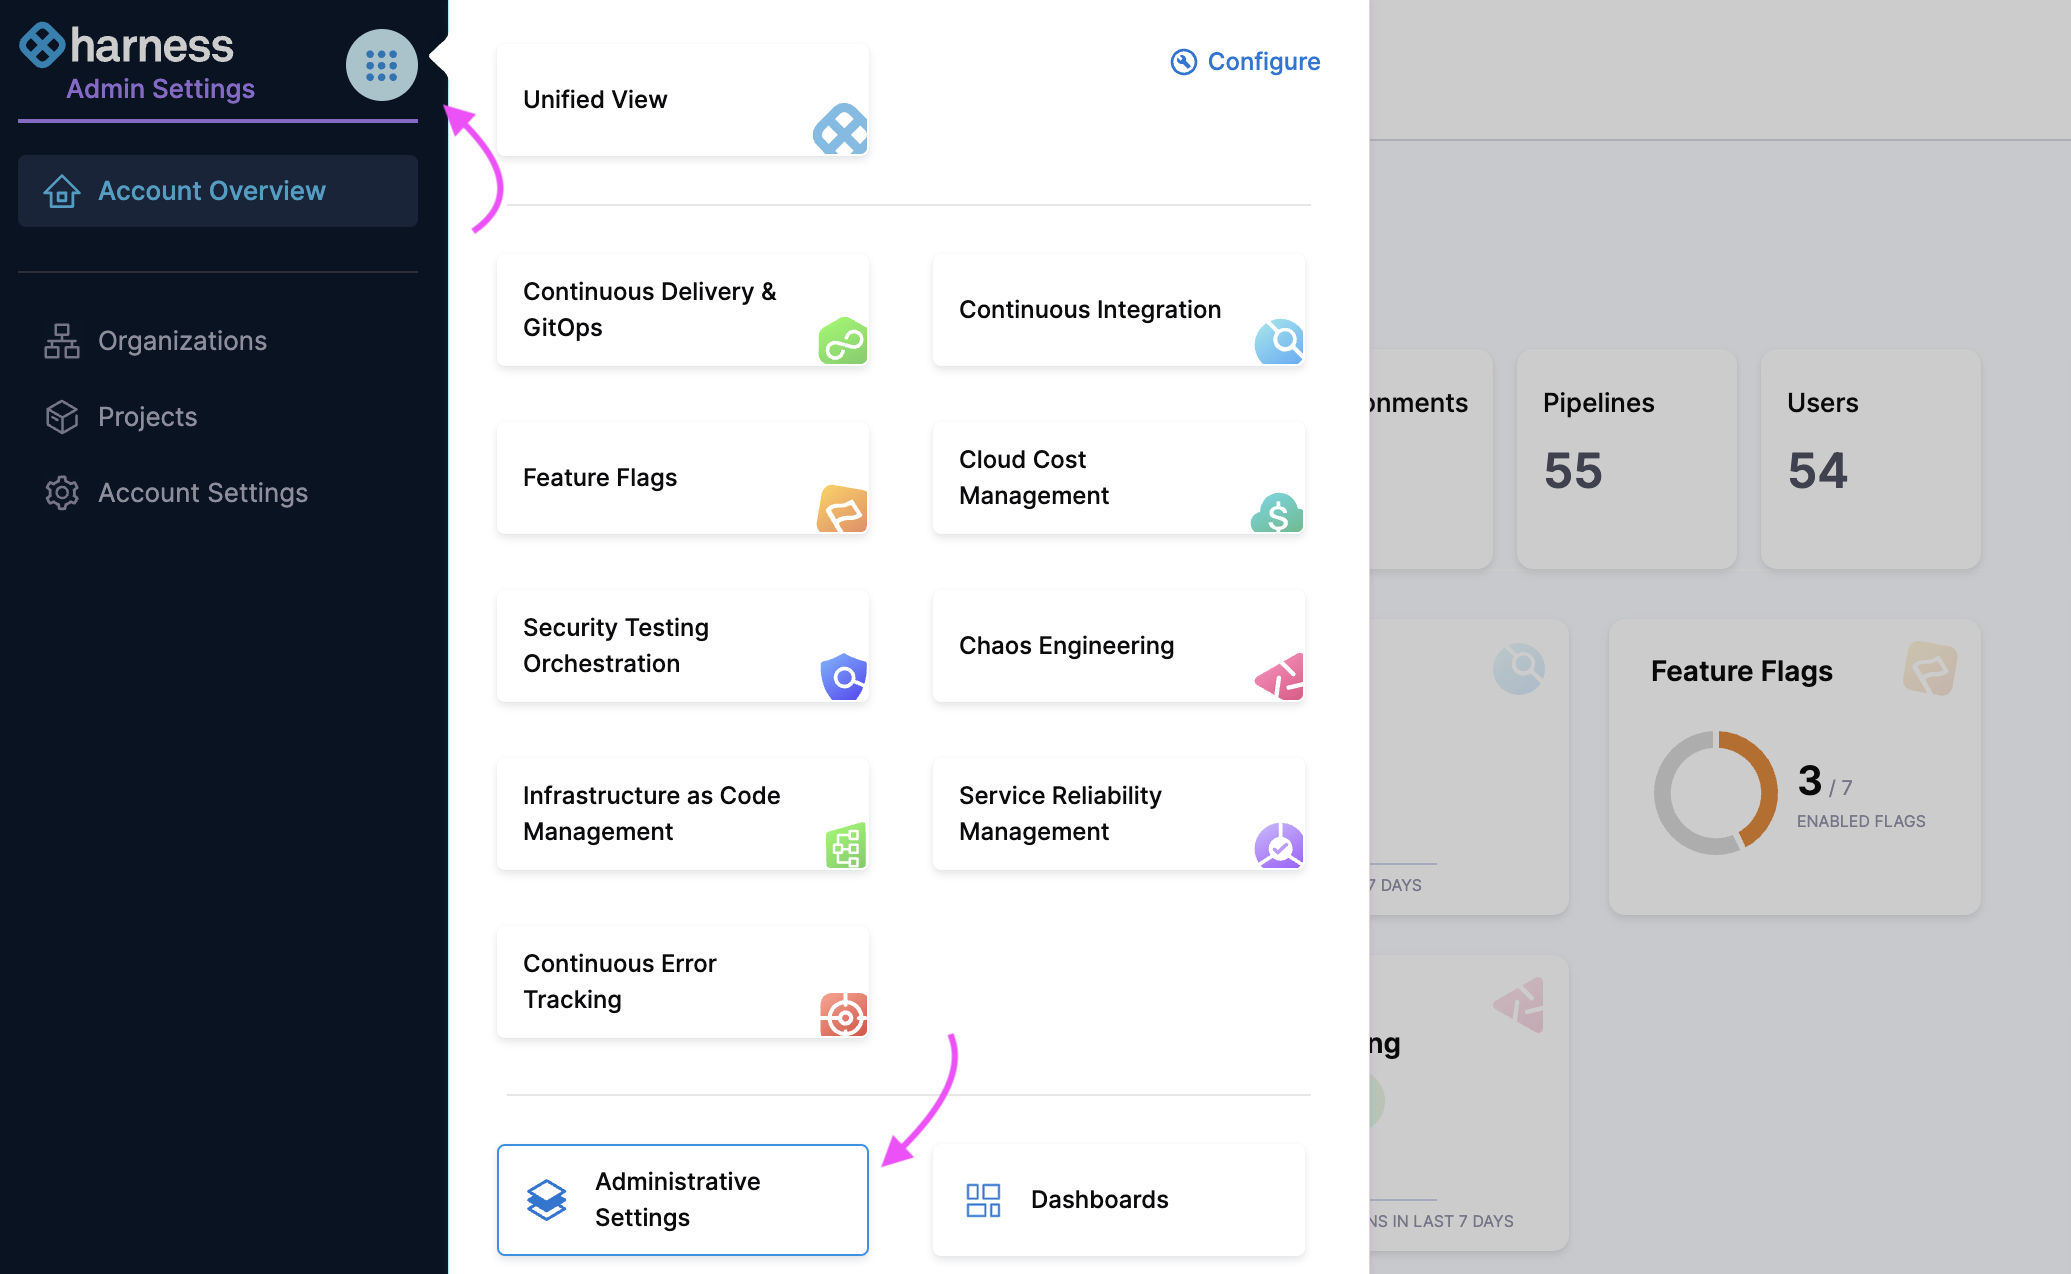 harness
Admin Settings
Account Overview
Organizations
Projects
Account Settings
Configure
Unified View
Continuous Delivery &
GitOps
Continuous Integration
Feature Flags
Cloud Cost
Management
Security Testing
Orchestration
Chaos Engineering
Infrastructure as Code
Management
Service Reliability
Management
Continuous Error
Tracking
Administrative
Settings
Dashboards
onments
Pipelines
55
Users
54
7 DAYS
Feature Flags
3 / 7
ENABLED FLAGS
ng
NS IN LAST 7 DAYS